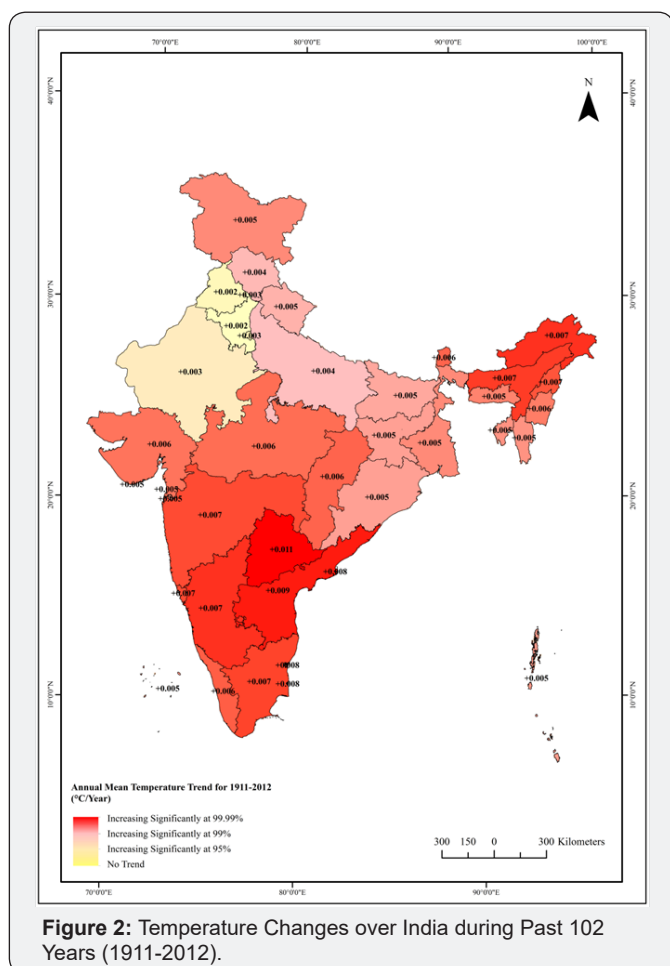 70°0'0"E 80°0'0"E 90°0'0"E 100°0'0"E
N
40°0'0"N 40°0'0"N
+0.005
+0.004
30°0'0"N +0.002 +0.003 30°0'0"N
+0.005
+0.002
+0.003
+0.007
+0.006
+0.003 +0.004 +0.007 +0.007
+0.005 +0.005
+0.006
+0.005 +0.005 +0.005
+0.006 +0.006 +0.005
+0.006
+0.005 +0.005 +0.005
20°0'0"N +0.005 20°0'0"N
+0.007
+0.011
+0.008
+0.007 +0.009
+0.007
+0.008
+0.005 +0.006 +0.007 +0.008 +0.005
10°0'0"N 10°0'0"N
Annual Mean Temperature Trend for 1911-2012
(°C/Year)
Increasing Significantly at 99.99%
Increasing Significantly at 99%
Increasing Significantly at 95%
No Trend
300 150 0 300 Kilometers
70°0'0"E 80°0'0"E 90°0'0"E
Figure 2: Temperature Changes over India during Past 102
Years (1911-2012).